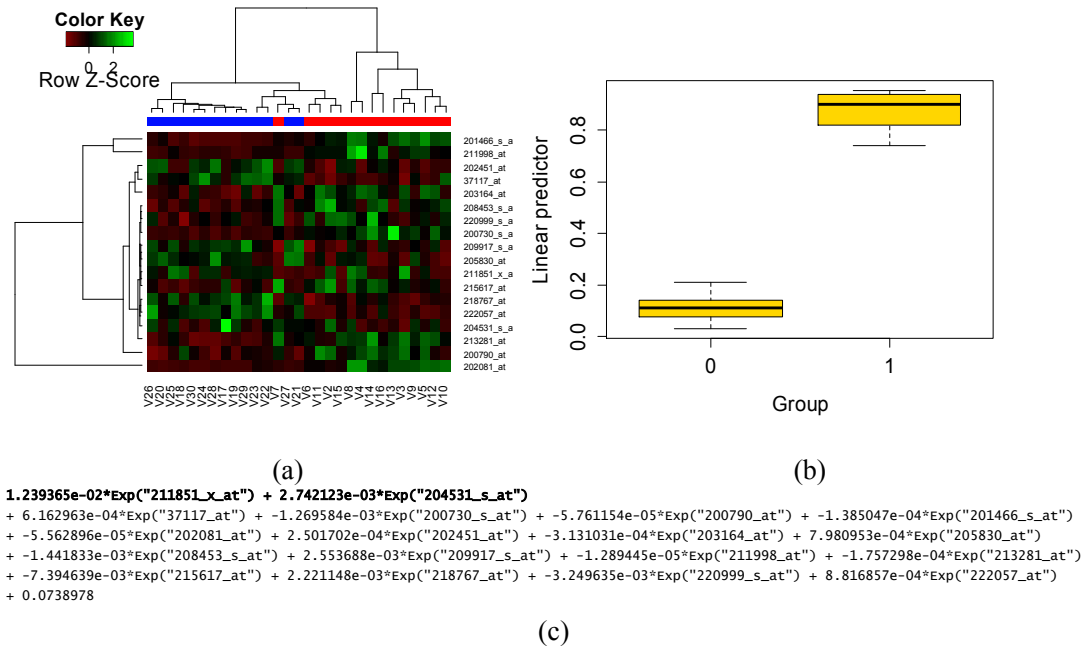 Color Key
0 2
Row Z-Score
201466_s_a
211998_at
202451_at
37117_at
203164_at
208453_s_a
220999_s_a
200730_s_a
209917_s_a
205830_at
211851_x_a
215617_at
218767_at
222057_at
204531_s_a
213281_at
200790_at
202081_at
V26 V20 V25 V18 V30 V24 V28 V17 V19 V29 V23 V22 V7 V27 V21 V6 V11 V2 V15 V8 V4 V14 V16 V13 V3 V9 V5 V12 V10
Linear predictor
0.8
0.6
0.4
0.2
0.0
0 1
Group
(a)
(b)
1.239365e-02*Exp("211851_x_at") + 2.742123e-03*Exp("204531_s_at")
+ 6.162963e-04*Exp("37117_at") + -1.269584e-03*Exp("200730_s_at") + -5.761154e-05*Exp("200790_at") + -1.385047e-04*Exp("201466_s_at")
+ -5.562896e-05*Exp("202081_at") + 2.501702e-04*Exp("202451_at") + -3.131031e-04*Exp("203164_at") + 7.980953e-04*Exp("205830_at")
+ -1.441833e-03*Exp("208453_s_at") + 2.553688e-03*Exp("209917_s_at") + -1.289445e-05*Exp("211998_at") + -1.757298e-04*Exp("213281_at")
+ -7.394639e-03*Exp("215617_at") + 2.221148e-03*Exp("218767_at") + -3.249635e-03*Exp("220999_s_at") + 8.816857e-04*Exp("222057_at")
+ 0.0738978
(c)